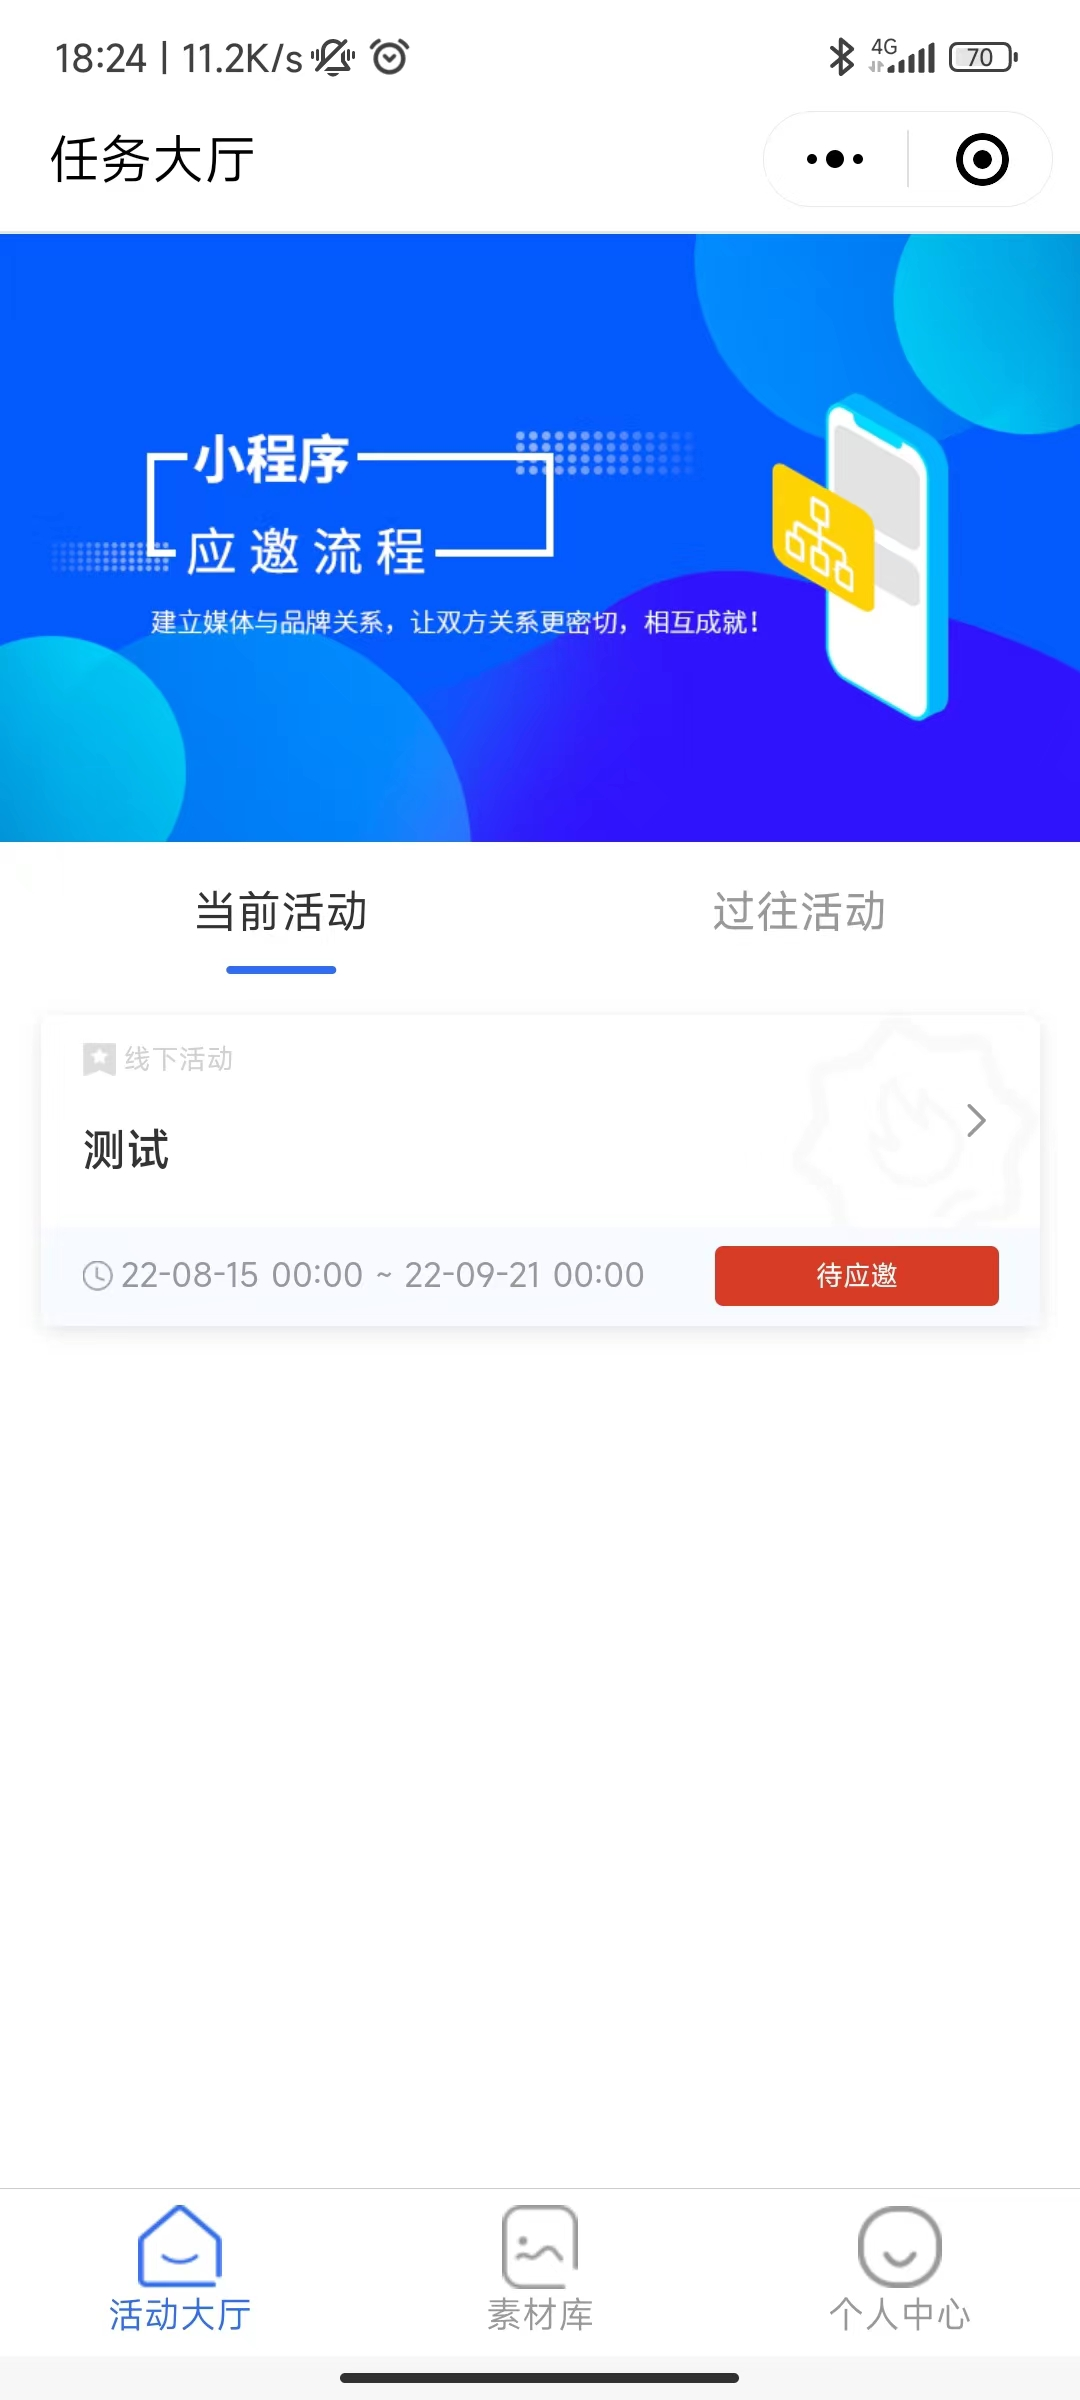 18:24 | 11.2K/s
4G
70
任务大厅
小程序
应邀流程
建立媒体与品牌关系，让双方关系更密切，相互成就！
当前活动
过往活动
线下活动
测试
22-08-15 00:00 ~ 22-09-21 00:00
待应邀
活动大厅
素材库
个人中心